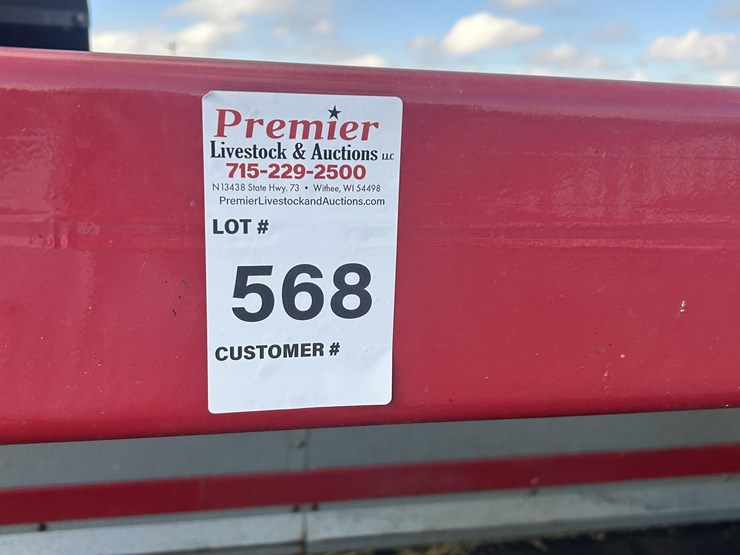 Premier
Livestock & Auctions LLC
715-229-2500
N13438 State Hwy. 73 • Withee, WI 54498
PremierLivestockandAuctions.com
LOT #
568
CUSTOMER #